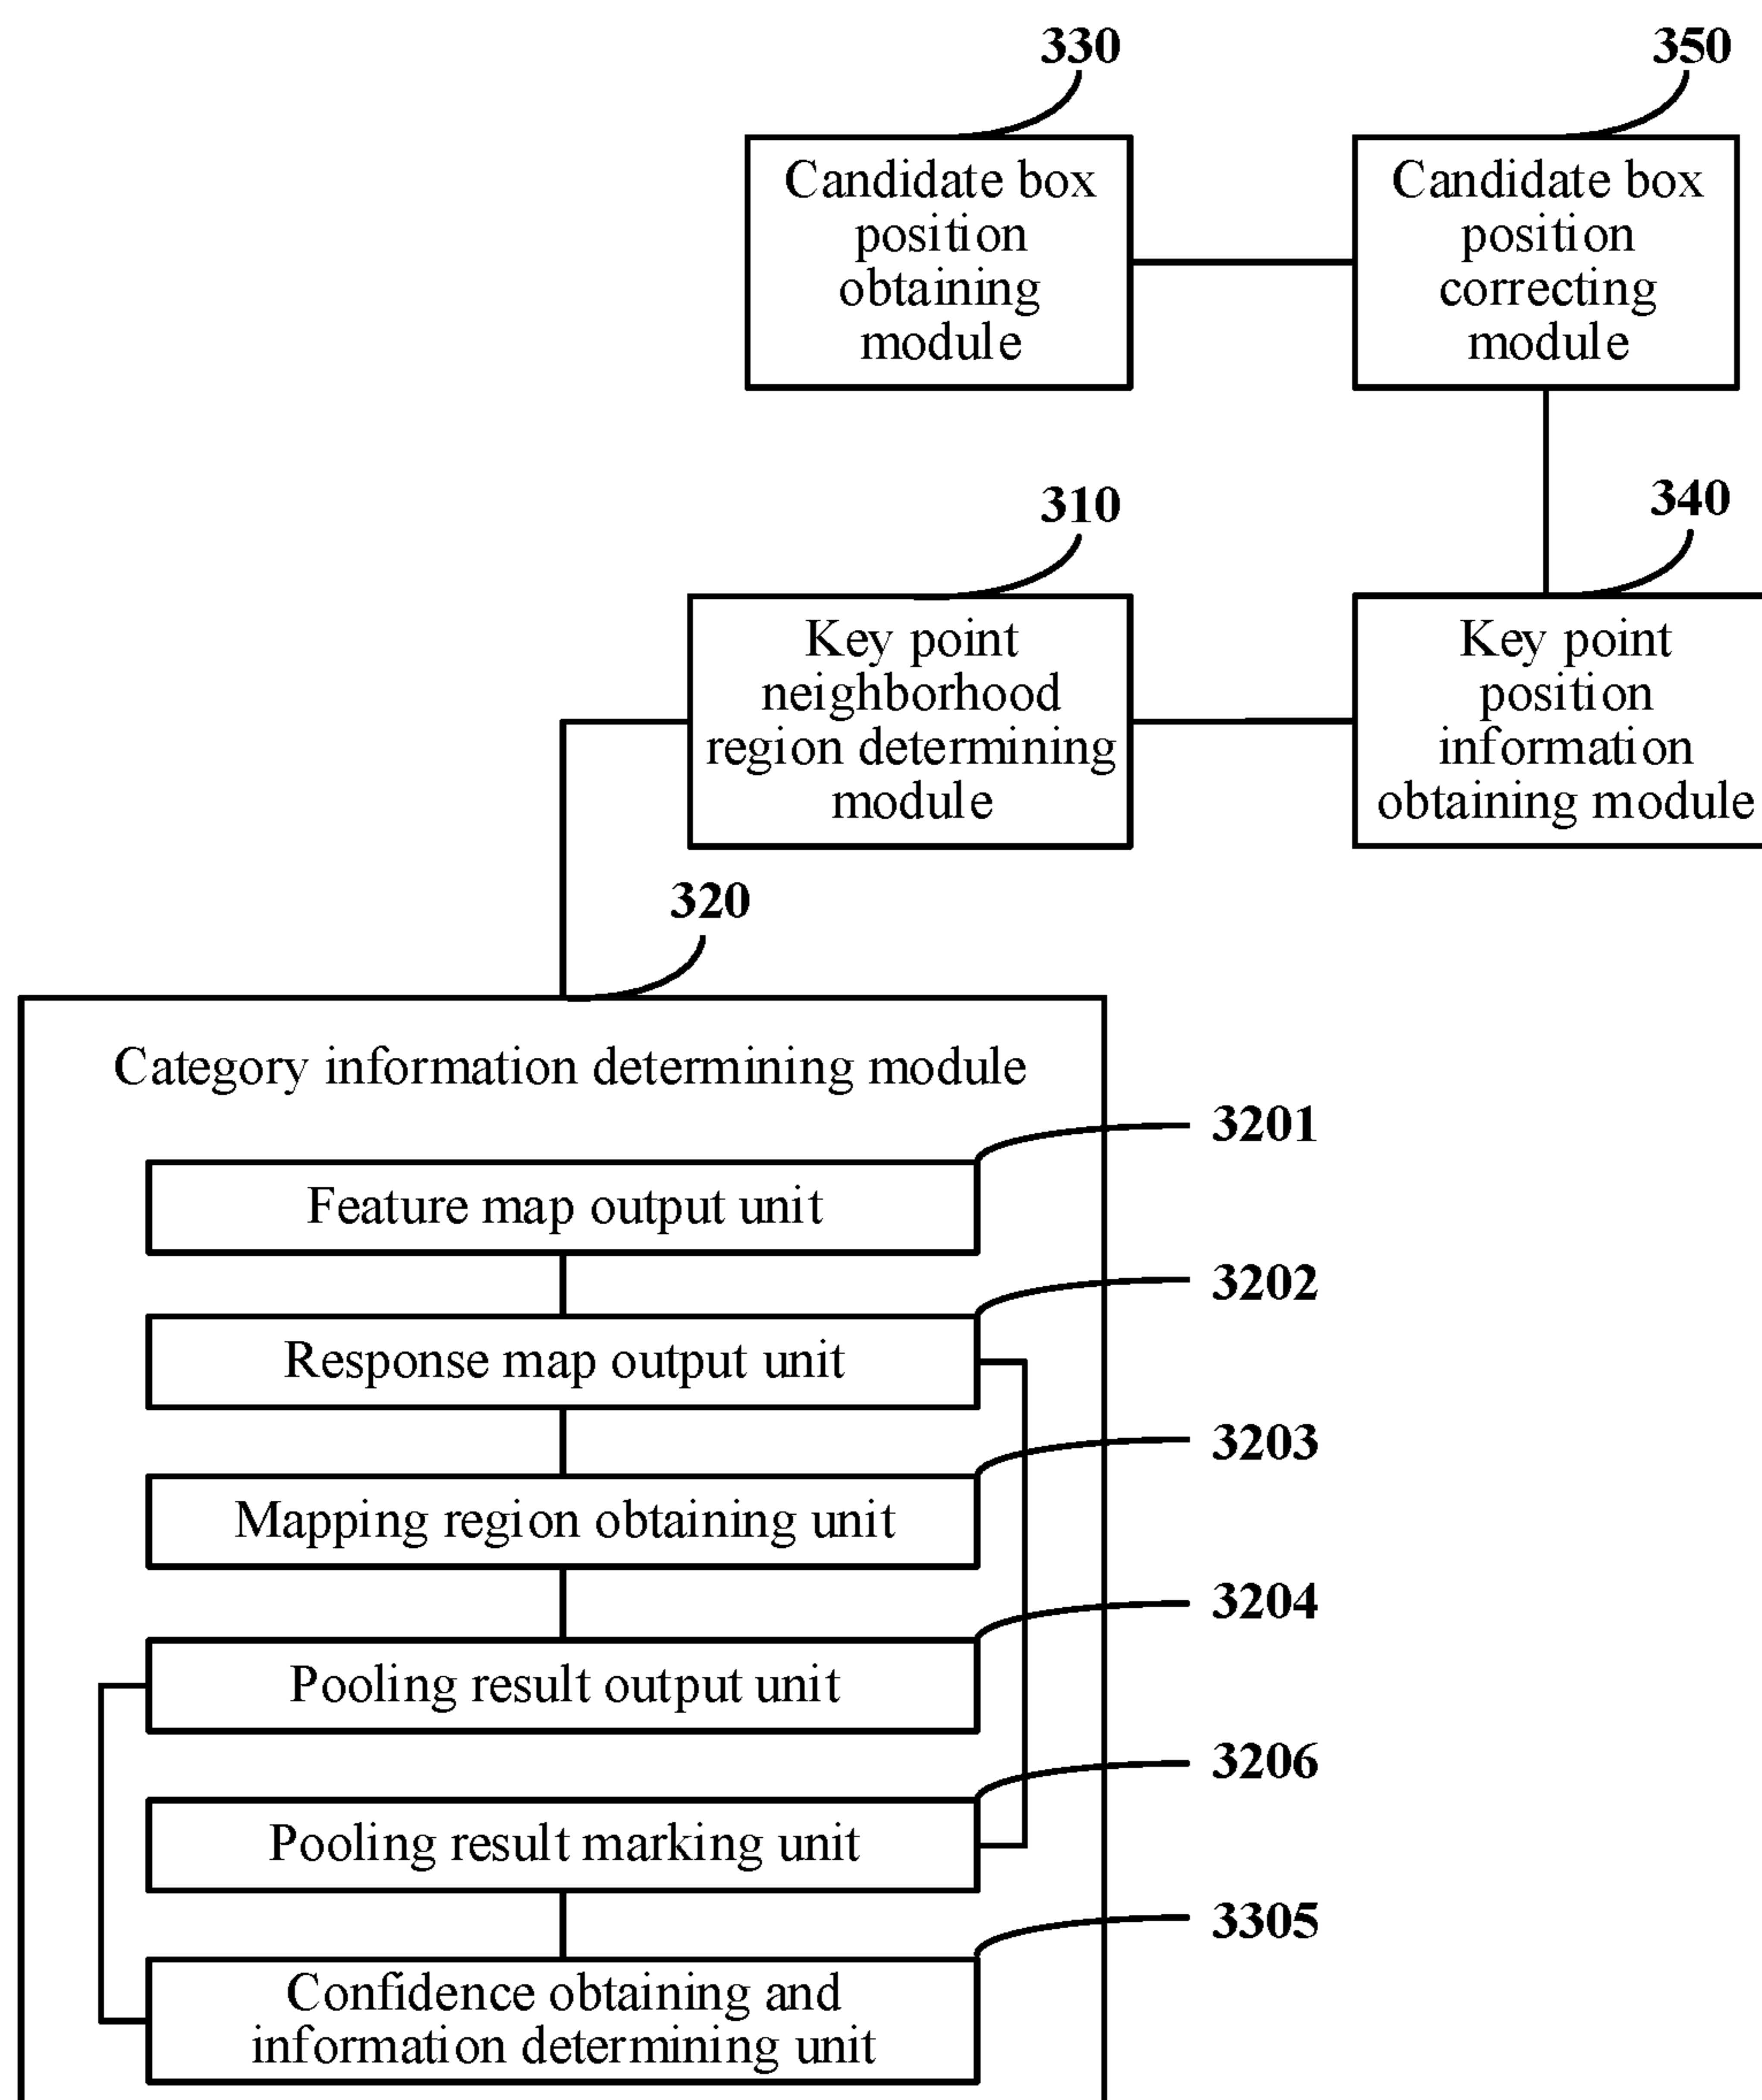 330
350
Candidate box
position
obtaining
module
Candidate box
position
correcting
module
310
340
Key point
neighborhood
region determining
module
Key point
position
information
obtaining module
320
Category information determining module
3201
Feature map output unit
3202
Response map output unit
3203
Mapping region obtaining unit
3204
Pooling result output unit
3206
Pooling result marking unit
3305
Confidence obtaining and
information determining unit